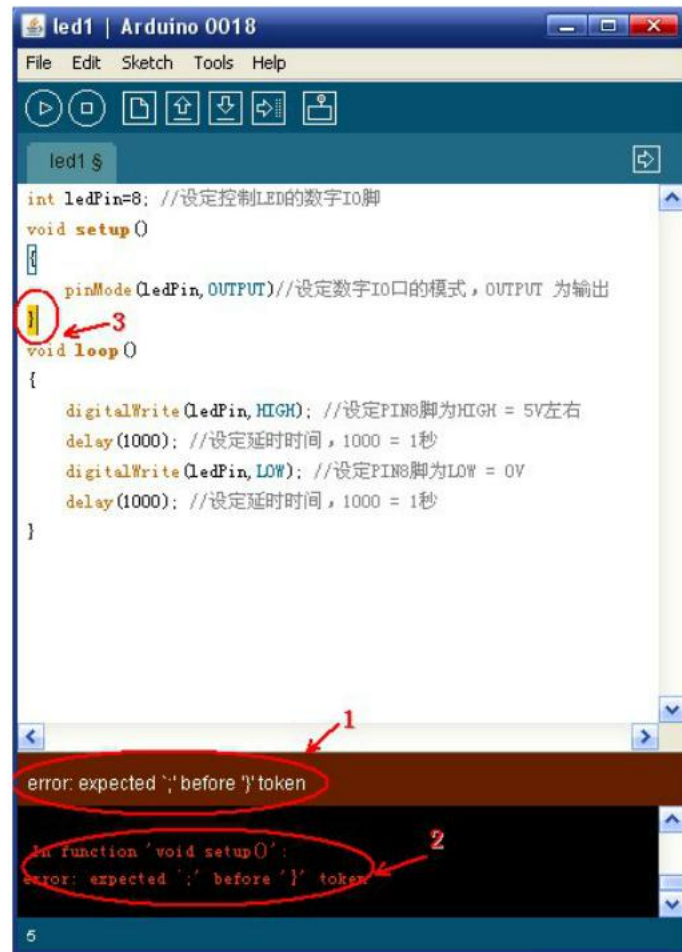 led1 | Arduino 0018
File Edit Sketch Tools Help
led1 §
int ledPin=8; //设定控制LED的数字IO脚
void setup()
{
pinMode(ledPin,OUTPUT)//设定数字IO口的模式，OUTPUT 为输出
}
3
void loop()
{
digitalWrite(ledPin,HIGH); //设定PIN8脚为HIGH = 5V左右
delay(1000); //设定延时时间，1000 = 1秒
digitalWrite(ledPin,LOW); //设定PIN8脚为LOW = 0V
delay(1000); //设定延时时间，1000 = 1秒
}
1
error: expected `;' before '}' token
2
In function 'void setup()':
error: expected `;' before '}' token
5